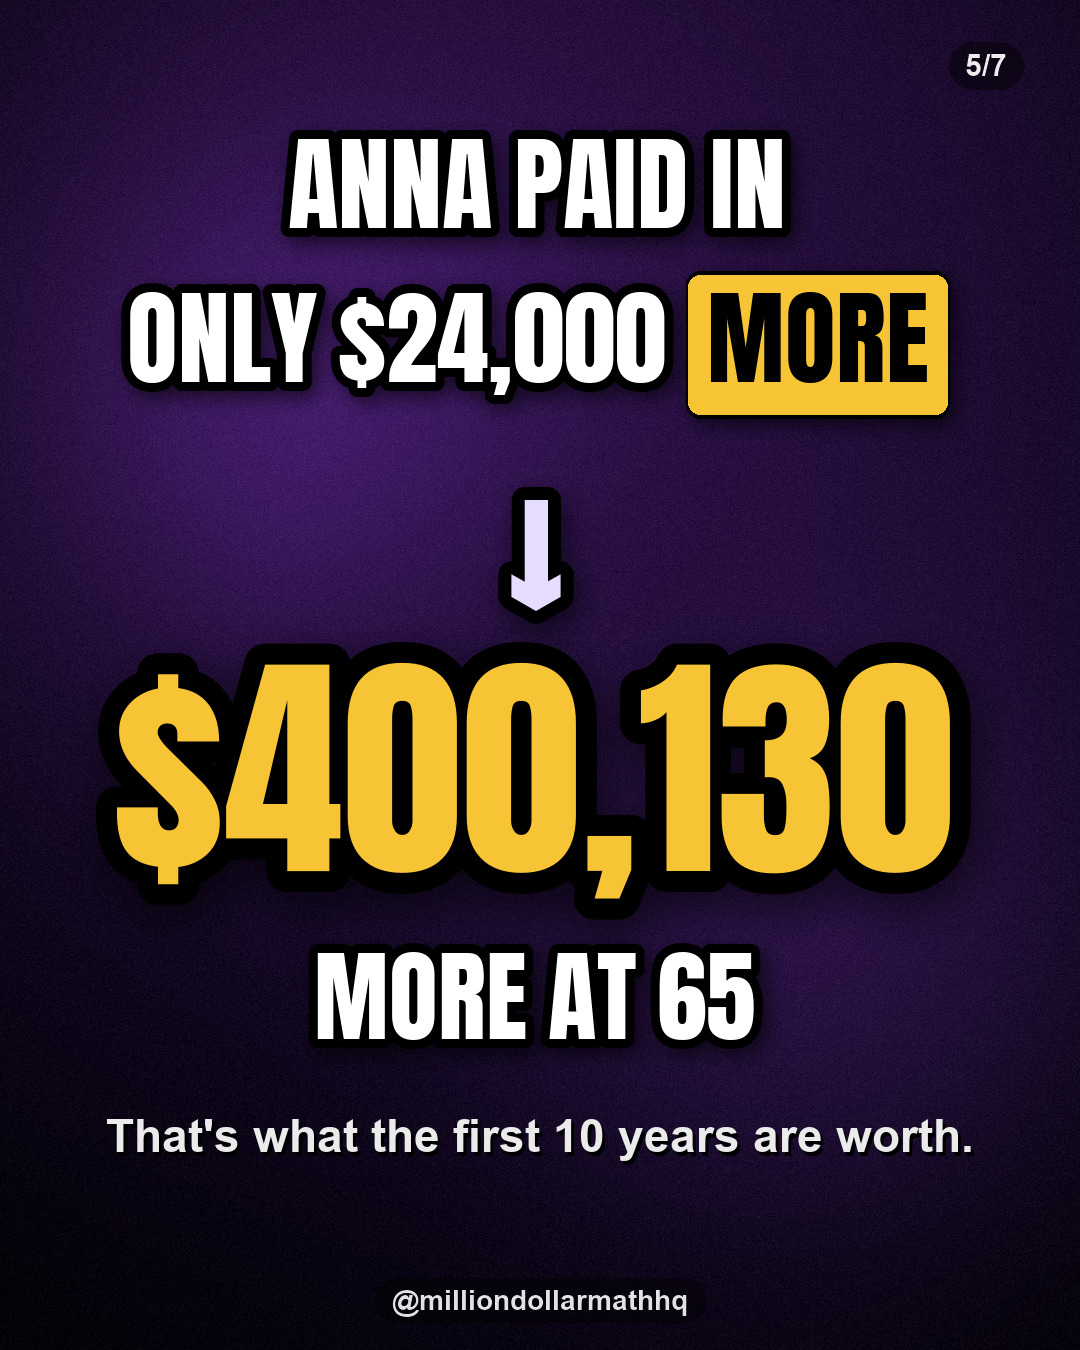 5/7
ANNA PAID IN
ONLY $24,000 MORE
$400,130
MORE AT 65
That's what the first 10 years are worth.
@milliondollarmathhq